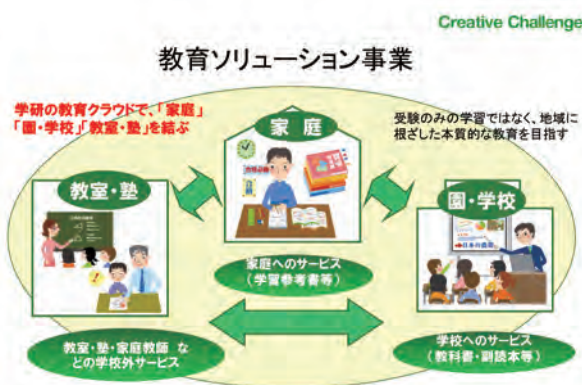 Creative Challenge
教育ソリューション事業
学研の教育クラウドで、「家庭」
「園・学校」「教室・塾」を結ぶ
受験のみの学習ではなく、地域に
根ざした本質的な教育を目指す
家 庭
教室・塾
園・学校
家庭へのサービス
(学習参考書等)
教室・塾・家庭教師 な
どの学校外サービス
学校へのサービス
(教科書・副読本等)